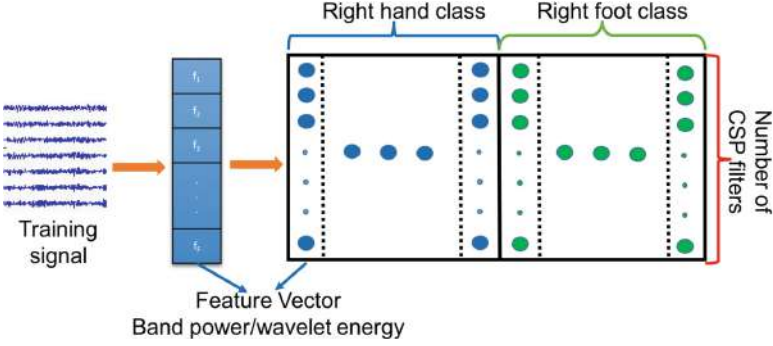 Right hand class
Right foot class
f₁
f₂
f₃
Training
signal
Number of
CSP filters
Feature Vector
Band power/wavelet energy